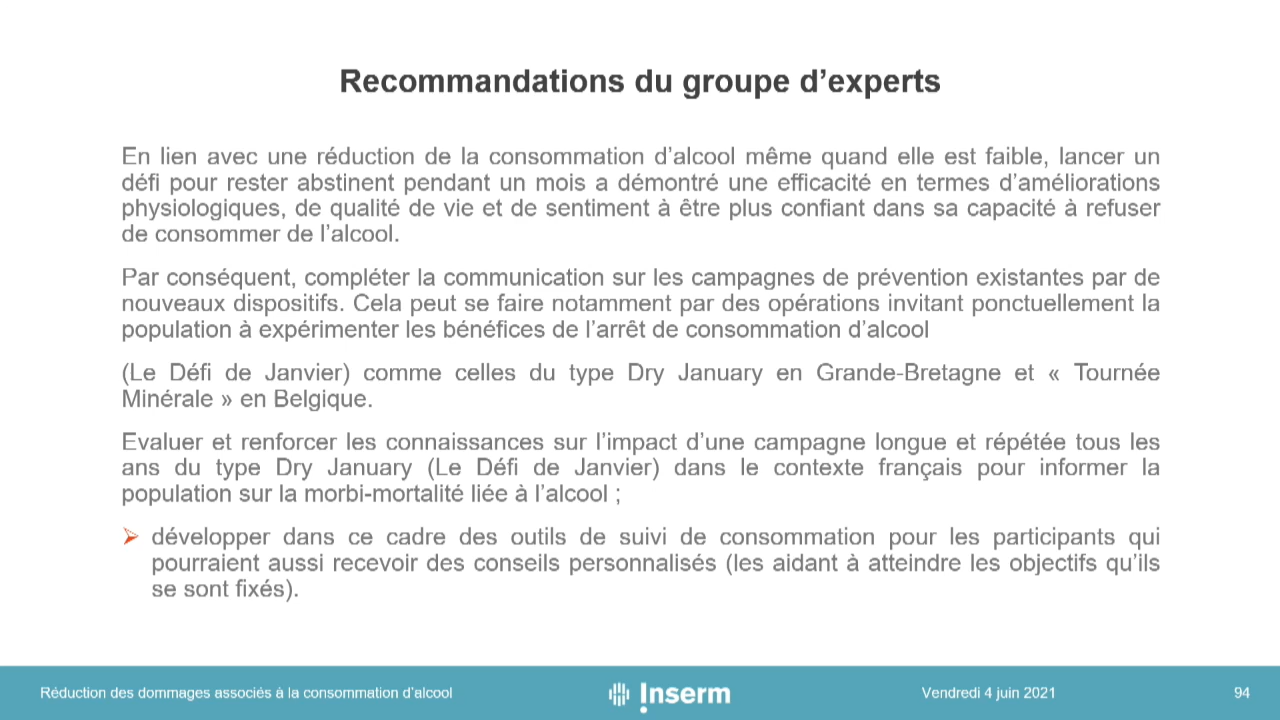 Recommandations du groupe d’experts
En lien avec une réduction de la consommation d’alcool même quand elle est faible, lancer un
défi pour rester abstinent pendant un mois a démontré une efficacité en termes d’améliorations
physiologiques, de qualité de vie et de sentiment à être plus confiant dans sa capacité à refuser
de consommer de l’alcool.
Par conséquent, compléter la communication sur les campagnes de prévention existantes par de
nouveaux dispositifs. Cela peut se faire notamment par des opérations invitant ponctuellement la
population à expérimenter les bénéfices de l’arrêt de consommation d’alcool
(Le Défi de Janvier) comme celles du type Dry January en Grande-Bretagne et « Tournée
Minérale » en Belgique.
Evaluer et renforcer les connaissances sur l’impact d’une campagne longue et répétée tous les
ans du type Dry January (Le Défi de Janvier) dans le contexte français pour informer la
population sur la morbi-mortalité liée à l’alcool ;
développer dans ce cadre des outils de suivi de consommation pour les participants qui
pourraient aussi recevoir des conseils personnalisés (les aidant à atteindre les objectifs qu’ils
se sont fixés).
Réduction des dommages associés à la consommation d’alcool
Inserm
Vendredi 4 juin 2021
94